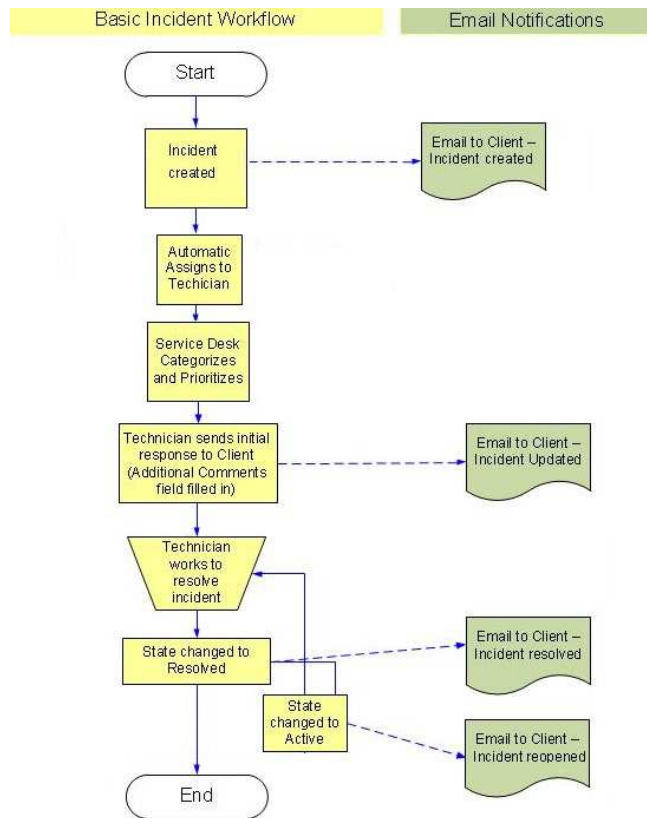 Basic Incident Workflow
Email Notifications
Start
Incident
created
Email to Client –
Incident created
Automatic
Assigns to
Techician
Service Desk
Categorizes
and Prioritizes
Technician sends initial
response to Client
(Additional Comments
field filled in)
Email to Client –
Incident Updated
Technician
works to
resolve
incident
State changed to
Resolved
Email to Client –
Incident resolved
State
changed to
Active
Email to Client –
Incident reopened
End